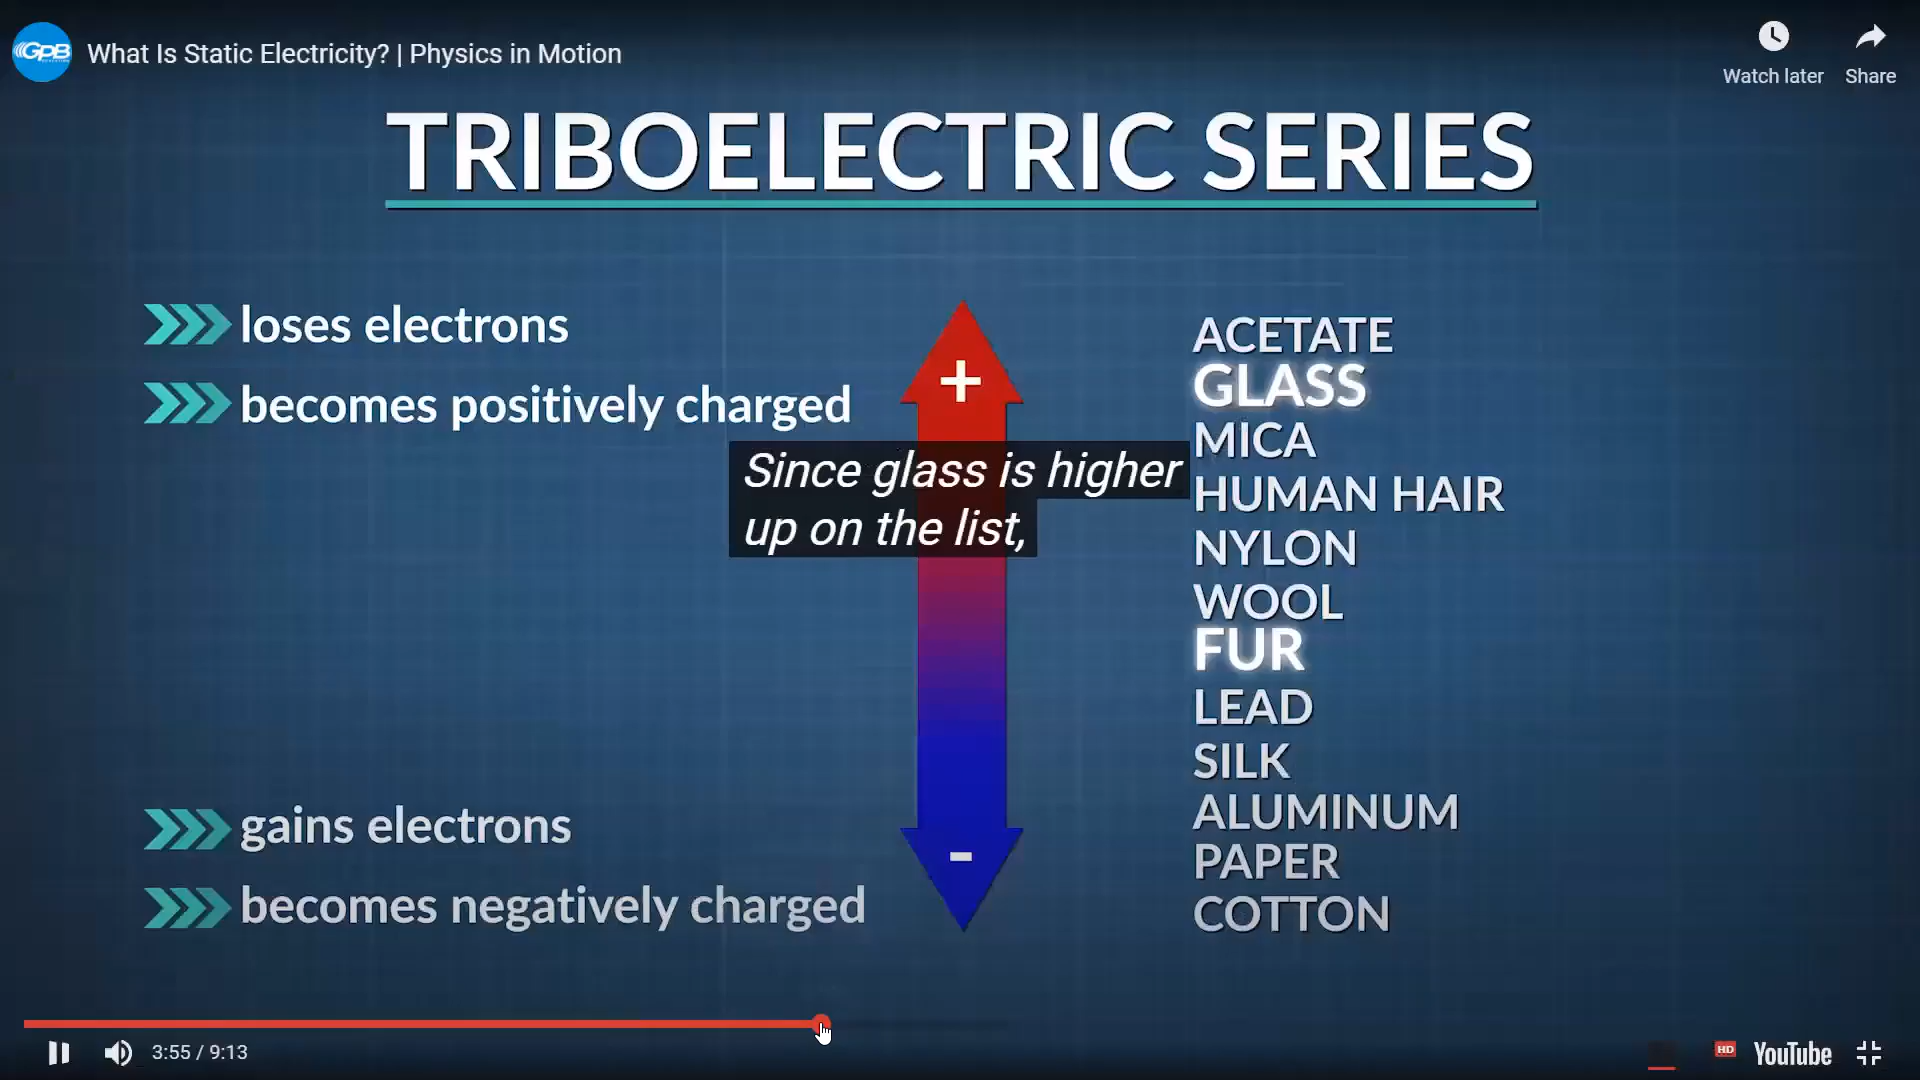 GPB
What Is Static Electricity? | Physics in Motion
Watch later
Share
TRIBOELECTRIC SERIES
loses electrons
becomes positively charged
+
Since glass is higher
up on the list,
gains electrons
becomes negatively charged
-
ACETATE
GLASS
MICA
HUMAN HAIR
NYLON
WOOL
FUR
LEAD
SILK
ALUMINUM
PAPER
COTTON
3:55 / 9:13
HD
YouTube